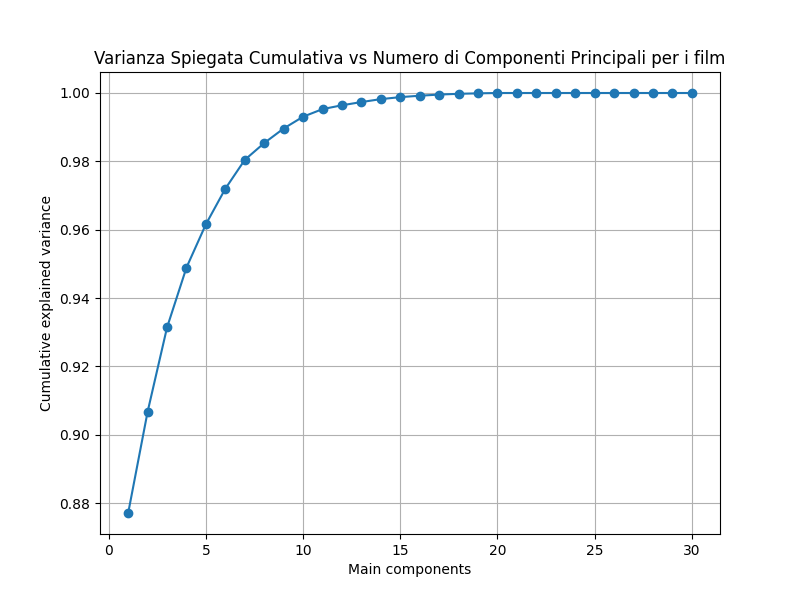 Varianza Spiegata Cumulativa vs Numero di Componenti Principali per i film
1.00
0.98
0.96
0.94
0.92
0.90
0.88
Cumulative explained variance
0 5 10 15 20 25 30
Main components